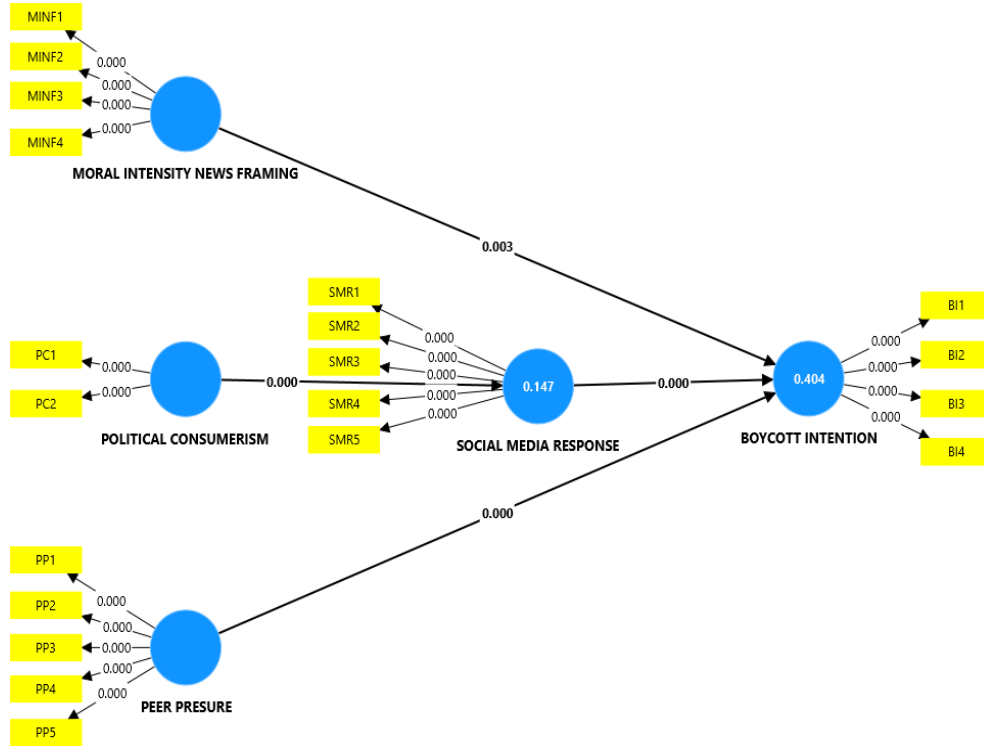 MINF1
MINF2
MINF3
MINF4
0.000
0.000
0.000
0.000
MORAL INTENSITY NEWS FRAMING
0.003
SMR1
SMR2
SMR3
SMR4
SMR5
0.000
0.000
0.000
0.000
0.000
PC1
PC2
0.000
0.000
POLITICAL CONSUMERISM
0.000
0.147
SOCIAL MEDIA RESPONSE
0.000
0.404
BOYCOTT INTENTION
0.000
0.000
0.000
0.000
BI1
BI2
BI3
BI4
0.000
PP1
PP2
PP3
PP4
PP5
0.000
0.000
0.000
0.000
0.000
PEER PRESURE